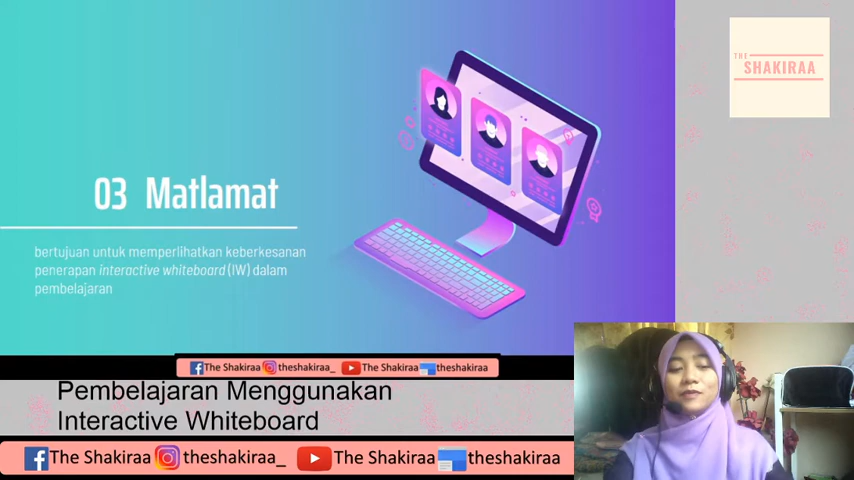 THE
SHAKIRAA
03 Matlamat
bertujuan untuk memperlihatkan keberkesanan
penerapan interactive whiteboard (IW) dalam
pembelajaran
The Shakiraa theshakiraa_ The Shakiraa theshakiraa
Pembelajaran Menggunakan
Interactive Whiteboard
The Shakiraa theshakiraa_ The Shakiraa theshakiraa